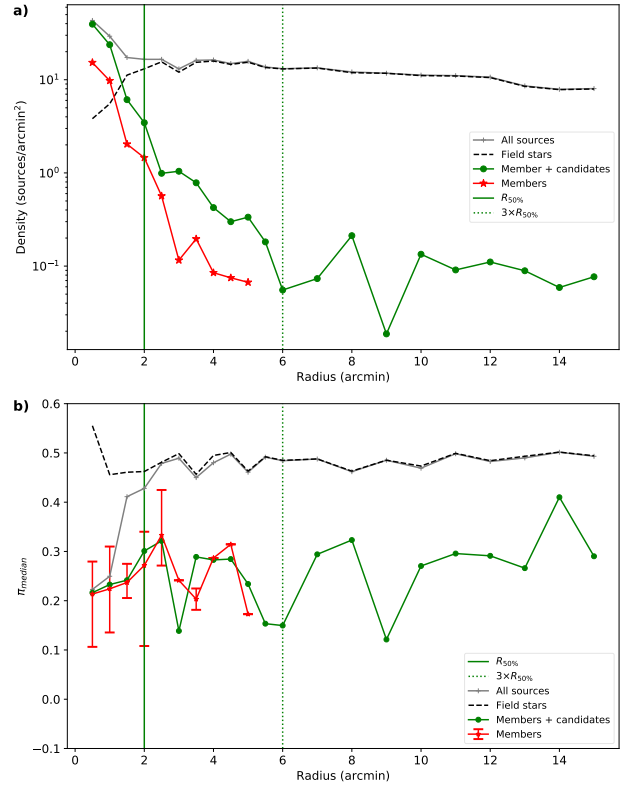 a)
10¹
10⁰
10⁻¹
Density (sources/arcmin²)
All sources
Field stars
Member + candidates
Members
R50%
3×R50%
0 2 4 6 8 10 12 14
Radius (arcmin)
b)
0.6
0.5
0.4
0.3
0.2
0.1
0.0
−0.1
πmedian
R50%
3×R50%
All sources
Field stars
Members + candidates
Members
0 2 4 6 8 10 12 14
Radius (arcmin)